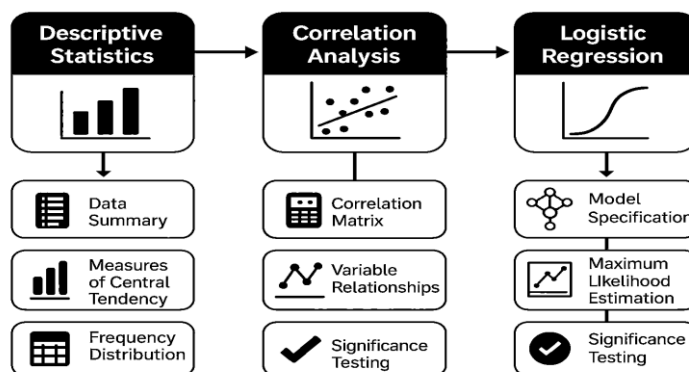 Descriptive
Statistics
Correlation
Analysis
Logistic
Regression
Data
Summary
Correlation
Matrix
Model
Specification
Measures
of Central
Tendency
Variable
Relationships
Maximum
LIkelihood
Estimation
Frequency
Distribution
Significance
Testing
Significance
Testing